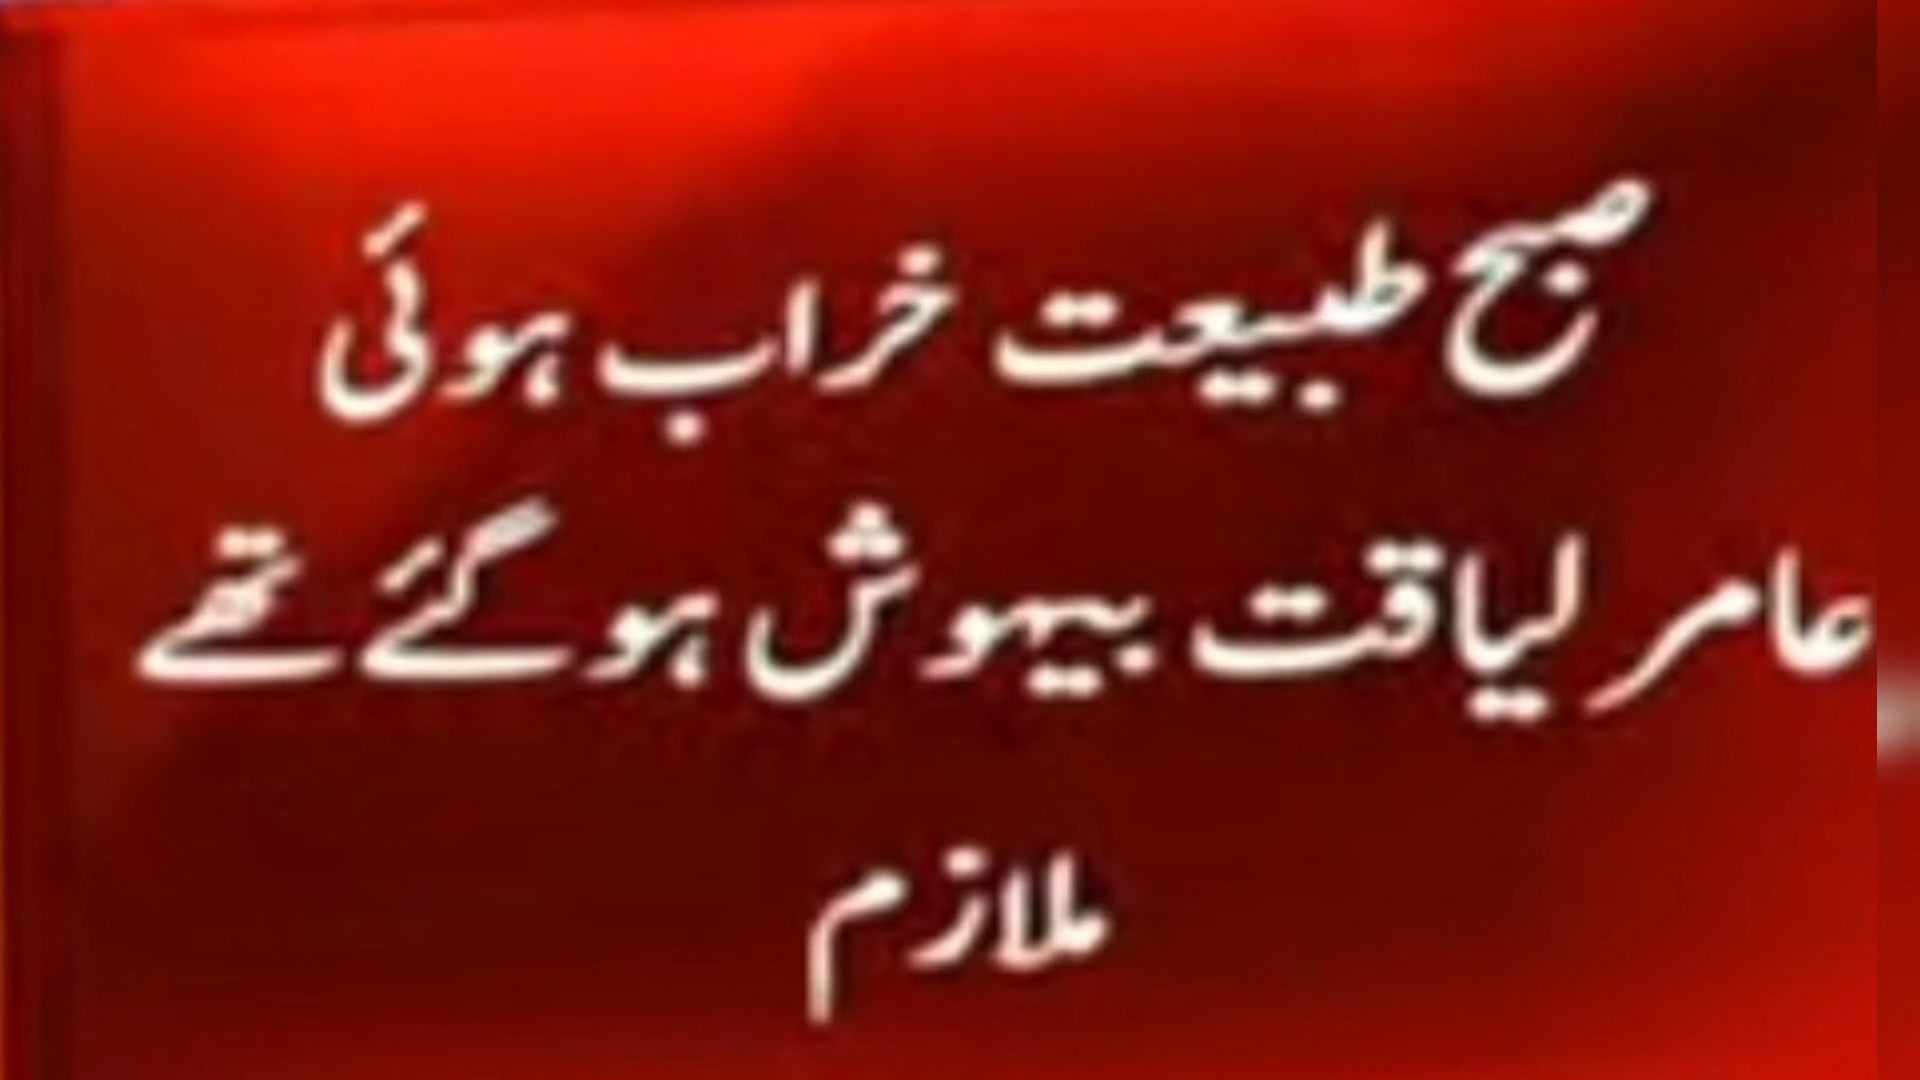 صبح طبیعت خراب ہوئی
عامر لیاقت بیہوش ہوگئے تھے
ملازم